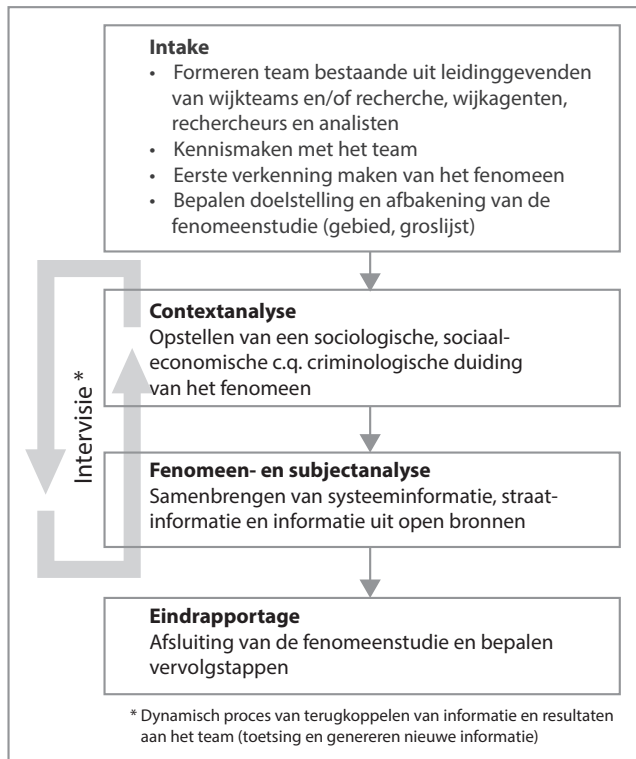 Intake
• Formeren team bestaande uit leidinggevenden
van wijkteams en/of recherche, wijkagenten,
rechercheurs en analisten
• Kennismaken met het team
• Eerste verkenning maken van het fenomeen
• Bepalen doelstelling en afbakening van de
fenomeenstudie (gebied, groslijst)
Intervisie *
Contextanalyse
Opstellen van een sociologische, sociaal-
economische c.q. criminologische duiding
van het fenomeen
Fenomeen- en subjectanalyse
Samenbrengen van systeeminformatie, straat-
informatie en informatie uit open bronnen
Eindrapportage
Afsluiting van de fenomeenstudie en bepalen
vervolgstappen
* Dynamisch proces van terugkoppelen van informatie en resultaten
aan het team (toetsing en genereren nieuwe informatie)